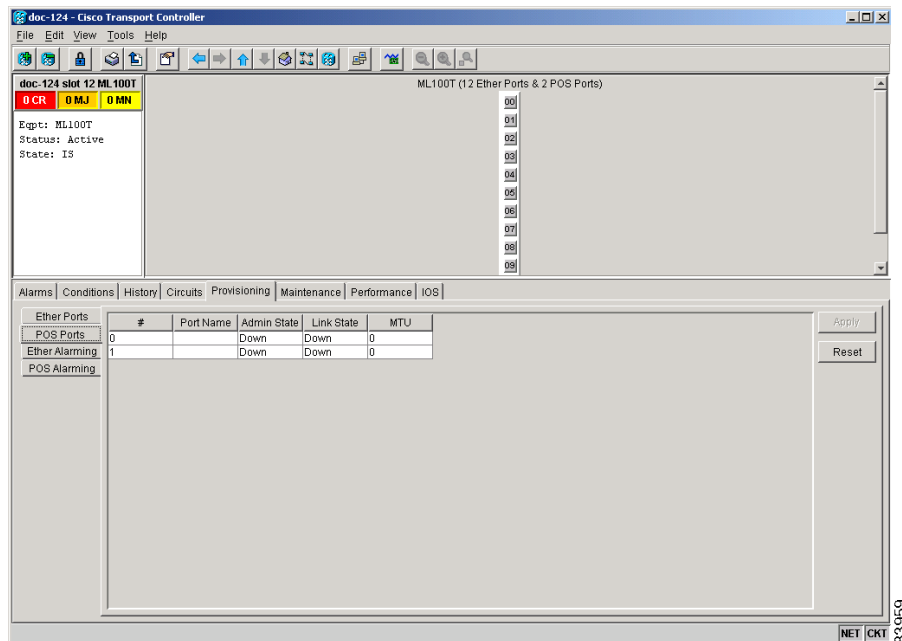 doc-124 - Cisco Transport Controller
File Edit View Tools Help
doc-124 slot 12 ML100T
0 CR 0 MJ 0 MN
Eqpt: ML100T
Status: Active
State: IS
ML100T (12 Ether Ports & 2 POS Ports)
00
01
02
03
04
05
06
07
08
09
Alarms Conditions History Circuits Provisioning Maintenance Performance IOS
Ether Ports
POS Ports
Ether Alarming
POS Alarming
# Port Name Admin State Link State MTU
0 Down Down 0
1 Down Down 0
Apply
Reset
NET CKT